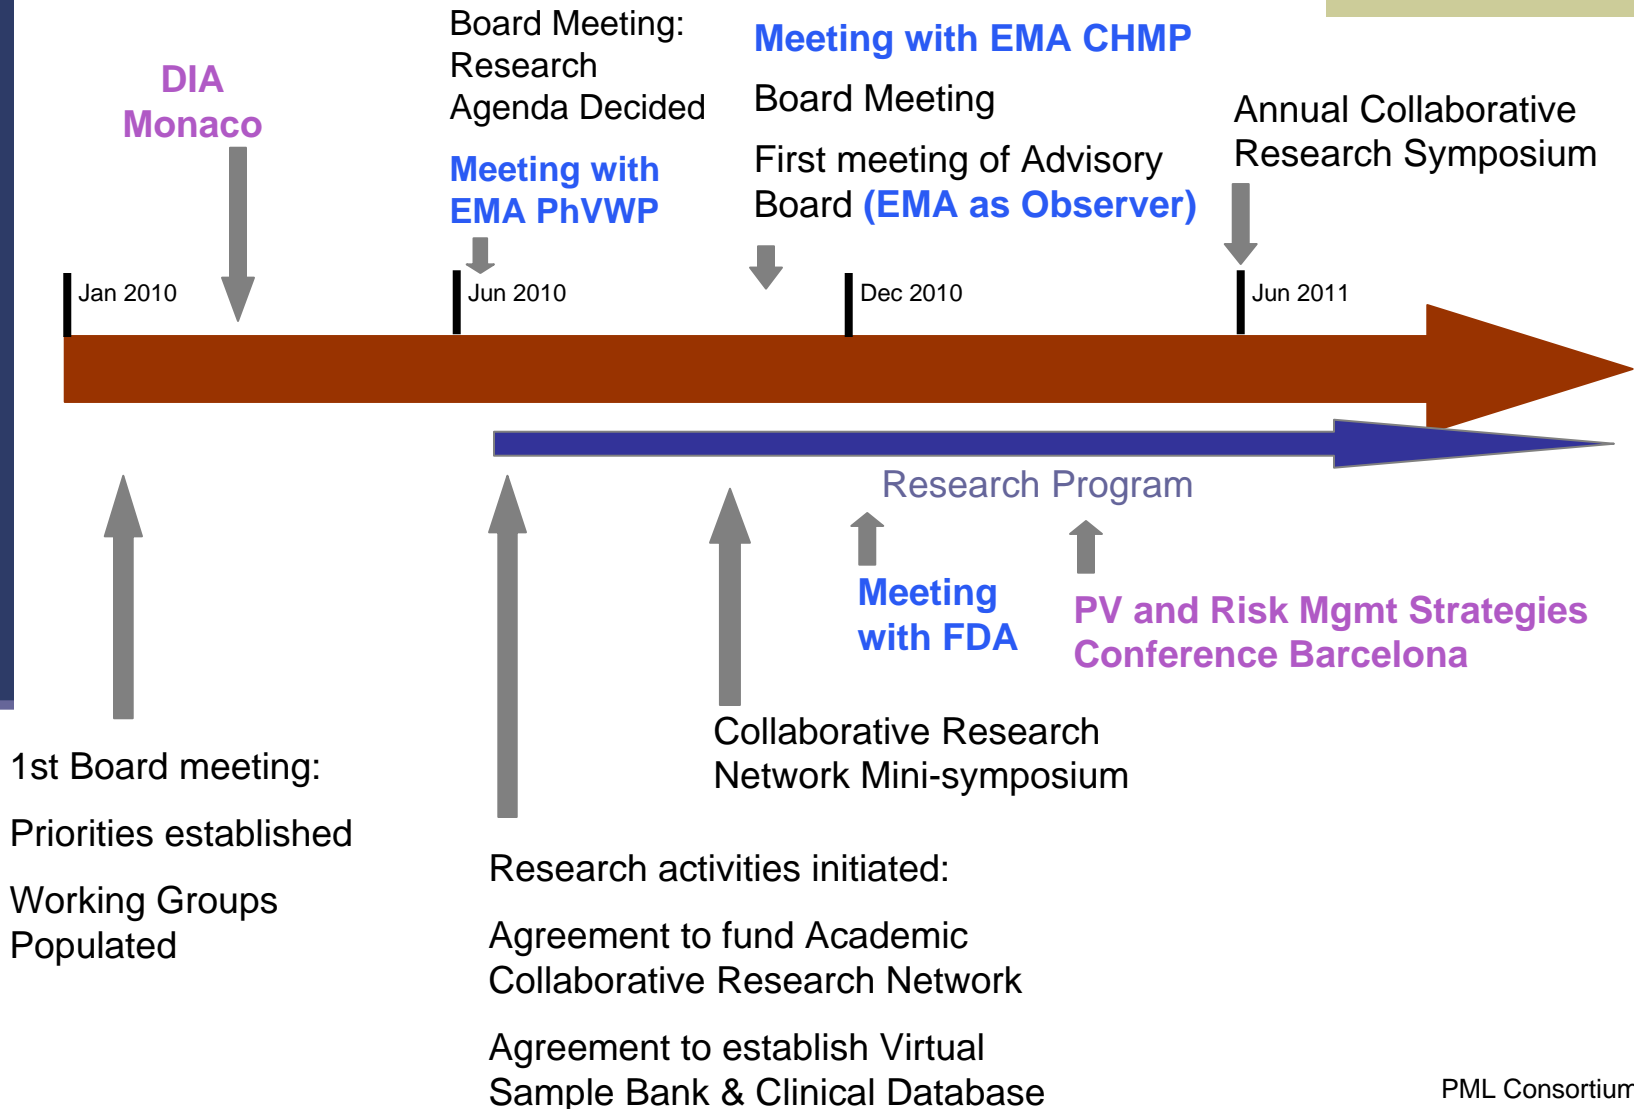 DIA
Monaco
Board Meeting:
Research
Agenda Decided
Meeting with
EMA PhVWP
Meeting with EMA CHMP
Board Meeting
First meeting of Advisory
Board (EMA as Observer)
Annual Collaborative
Research Symposium
Jan 2010
Jun 2010
Dec 2010
Jun 2011
Research Program
Meeting
with FDA
PV and Risk Mgmt Strategies
Conference Barcelona
Collaborative Research
Network Mini-symposium
1st Board meeting:
Priorities established
Working Groups
Populated
Research activities initiated:
Agreement to fund Academic
Collaborative Research Network
Agreement to establish Virtual
Sample Bank & Clinical Database
PML Consortium